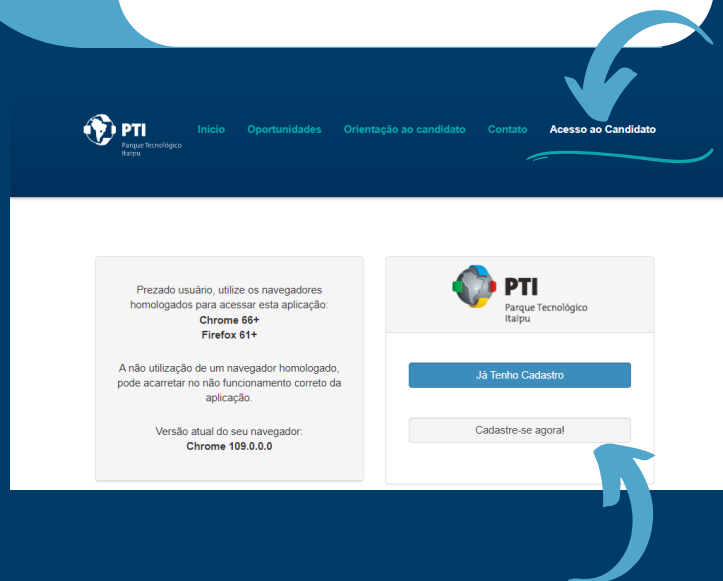 PTI
Parque Tecnológico
Itaipu
Início Oportunidades Orientação ao candidato Contato Acesso ao Candidato
Prezado usuário, utilize os navegadores
homologados para acessar esta aplicação:
Chrome 66+
Firefox 61+
A não utilização de um navegador homologado,
pode acarretar no não funcionamento correto da
aplicação.
Versão atual do seu navegador:
Chrome 109.0.0.0
PTI
Parque Tecnológico
Itaipu
Já Tenho Cadastro
Cadastre-se agora!